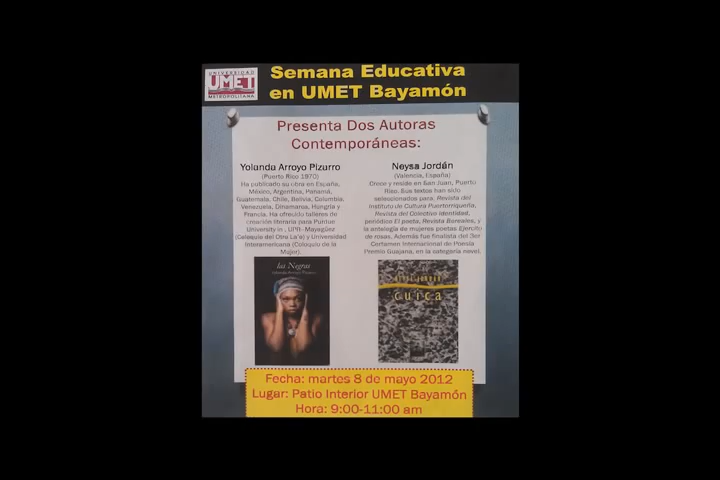 UNIVERSIDAD
UMET
METROPOLITANA
Semana Educativa
en UMET Bayamón
Presenta Dos Autoras
Contemporáneas:
Yolanda Arroyo Pizarro
(Puerto Rico 1970)
Ha publicado su obra en España,
México, Argentina, Panamá,
Guatemala, Chile, Bolivia, Columbia,
Venezuela, Dinamarca, Hungría y
Francia. Ha ofrecido talleres de
creación literaria para Purdue
University in , UPR- Mayagüez
(Coloquio del Otro La'o) y Universidad
Interamericana (Coloquio de la
Mujer).
las Negras
Yolanda Arroyo Pizarro
Neysa Jordán
(Valencia, España)
Crece y reside en San Juan, Puerto
Rico. Sus textos han sido
seleccionados para: Revista del
Instituto de Cultura Puertorriqueña,
Revista del Colectivo Identidad,
periódico El poeta, Revista Boreales, y
la antología de mujeres poetas Ejército
de rosas. Además fue finalista del 3er
Certamen Internacional de Poesía
Premio Guajana, en la categoría novel.
cuica
Fecha: martes 8 de mayo 2012
Lugar: Patio Interior UMET Bayamón
Hora: 9:00-11:00 am